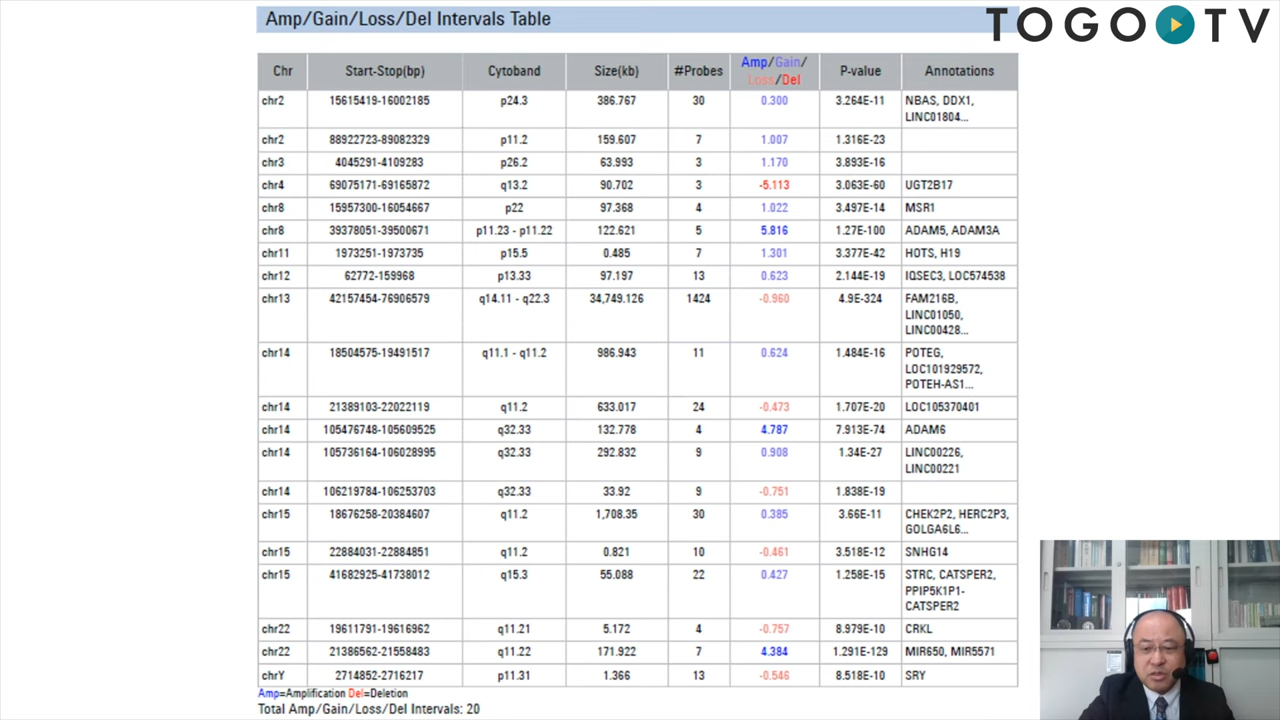 Amp/Gain/Loss/Del Intervals Table
TOGO TV
Chr Start-Stop(bp) Cytoband Size(kb) #Probes Amp/Gain/Loss/Del P-value Annotations
chr2 15615419-16002185 p24.3 386.767 30 0.300 3.264E-11 NBAS, DDX1,
LINC01804...
chr2 88922723-89082329 p11.2 159.607 7 1.007 1.316E-23
chr3 4045291-4109283 p26.2 63.993 3 1.170 3.893E-16
chr4 69075171-69165872 q13.2 90.702 3 -5.113 3.063E-60 UGT2B17
chr8 15957300-16054667 p22 97.368 4 1.022 3.497E-14 MSR1
chr8 39378051-39500671 p11.23 - p11.22 122.621 5 5.816 1.27E-100 ADAM5, ADAM3A
chr11 1973251-1973735 p15.5 0.485 7 1.301 3.377E-42 HOTS, H19
chr12 62772-159968 p13.33 97.197 13 0.623 2.144E-19 IQSEC3, LOC574538
chr13 42157454-76906579 q14.11 - q22.3 34,749.126 1424 -0.960 4.9E-324 FAM216B,
LINC01050,
LINC00428...
chr14 18504575-19491517 q11.1 - q11.2 986.943 11 0.624 1.484E-16 POTEG,
LOC101929572,
POTEH-AS1...
chr14 21389103-22022119 q11.2 633.017 24 -0.473 1.707E-20 LOC105370401
chr14 105476748-105609525 q32.33 132.778 4 4.787 7.913E-74 ADAM6
chr14 105736164-106028995 q32.33 292.832 9 0.908 1.34E-27 LINC00226,
LINC00221
chr14 106219784-106253703 q32.33 33.92 9 -0.751 1.838E-19
chr15 18676258-20384607 q11.2 1,708.35 30 0.385 3.66E-11 CHEK2P2, HERC2P3,
GOLGA6L6...
chr15 22884031-22884851 q11.2 0.821 10 -0.461 3.518E-12 SNHG14
chr15 41682925-41738012 q15.3 55.088 22 0.427 1.258E-15 STRC, CATSPER2,
PPIP5K1P1-
CATSPER2
chr22 19611791-19616962 q11.21 5.172 4 -0.757 8.979E-10 CRKL
chr22 21386562-21558483 q11.22 171.922 7 4.384 1.291E-129 MIR650, MIR5571
chrY 2714852-2716217 p11.31 1.366 13 -0.546 8.518E-10 SRY
Amp=Amplification Del=Deletion
Total Amp/Gain/Loss/Del Intervals: 20